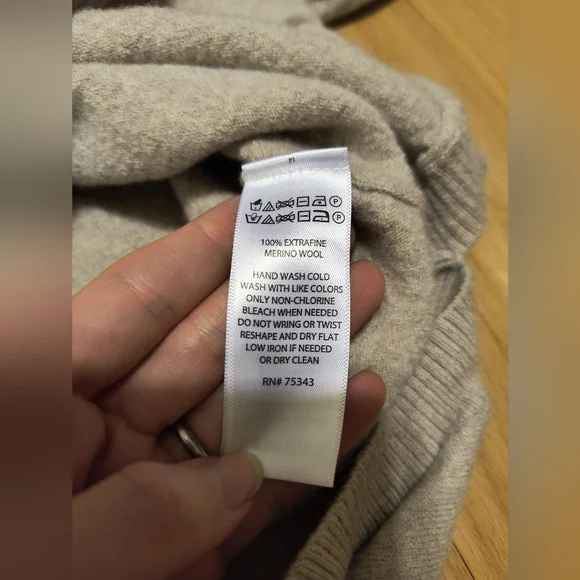 100% EXTRAFINE
MERINO WOOL
HAND WASH COLD
WASH WITH LIKE COLORS
ONLY NON-CHLORINE
BLEACH WHEN NEEDED
DO NOT WRING OR TWIST
RESHAPE AND DRY FLAT
LOW IRON IF NEEDED
OR DRY CLEAN
RN# 75343